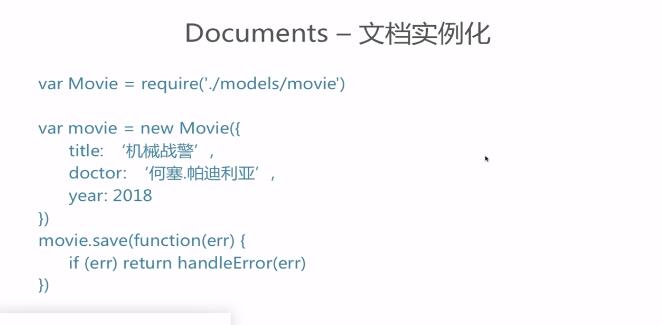 Documents – 文档实例化
var Movie = require('./models/movie')
var movie = new Movie({
title: ‘机械战警’,
doctor: ‘何塞.帕迪利亚’,
year: 2018
})
movie.save(function(err) {
if (err) return handleError(err)
})